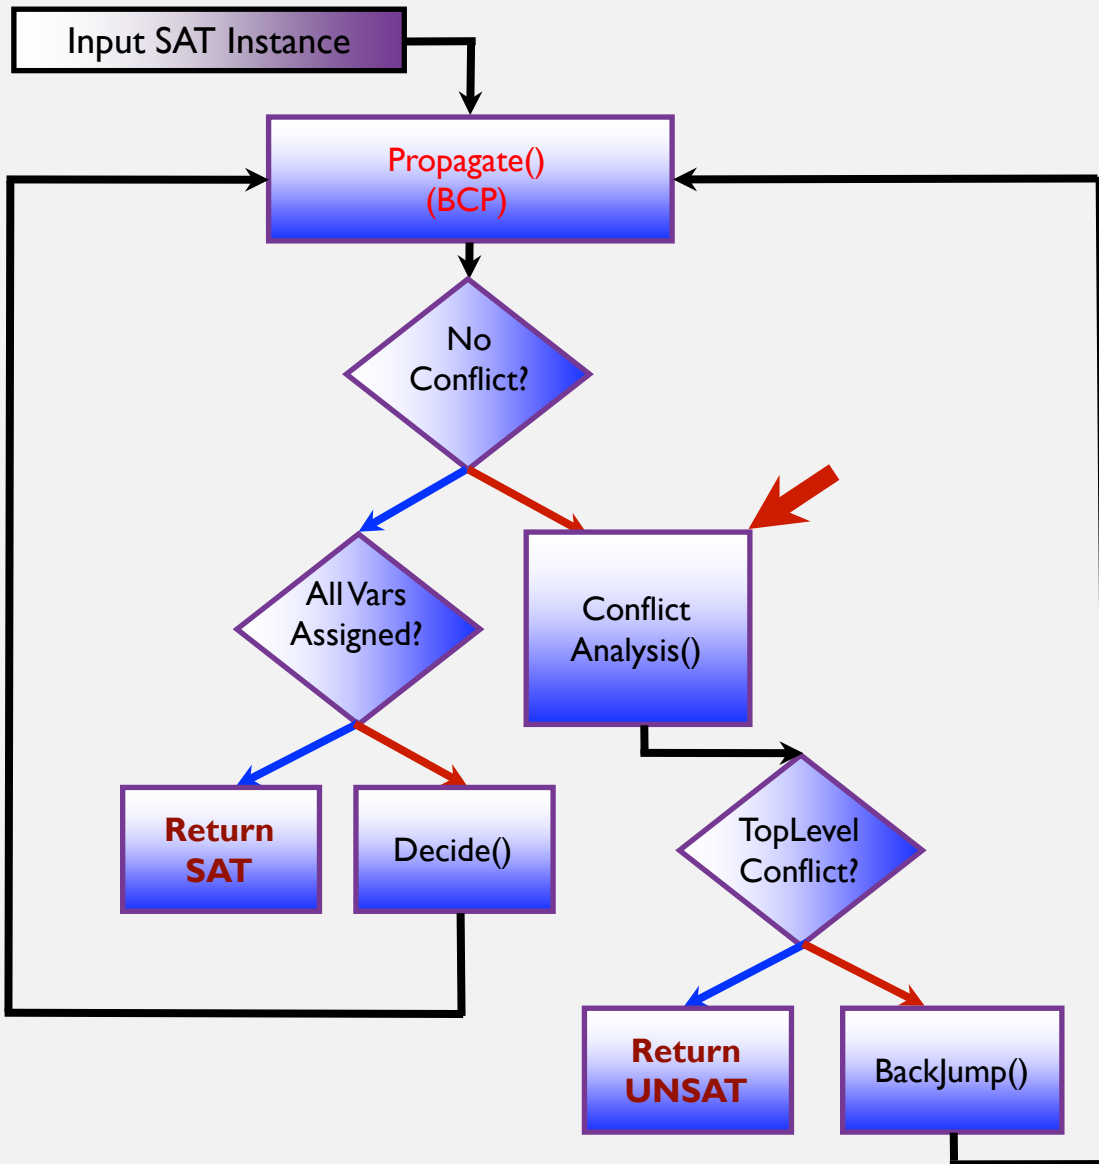 Input SAT Instance
Propagate()
(BCP)
No
Conflict?
All Vars
Assigned?
Conflict
Analysis()
Return
SAT
Decide()
TopLevel
Conflict?
Return
UNSAT
BackJump()